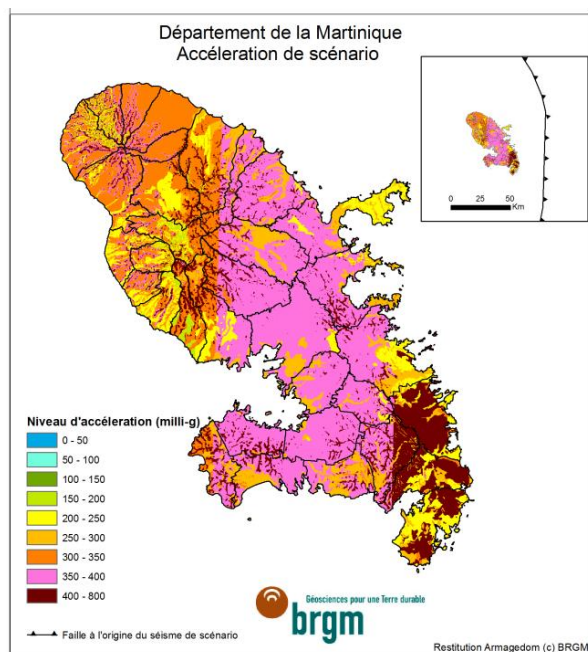 Département de la Martinique
Accéleration de scénario
0 25 50
Km
Niveau d'accéleration (milli-g)
0 - 50
50 - 100
100 - 150
150 - 200
200 - 250
250 - 300
300 - 350
350 - 400
400 - 800
Géosciences pour une Terre durable
brgm
Faille à l'origine du séisme de scénario
Restitution Armagedom (c) BRGM